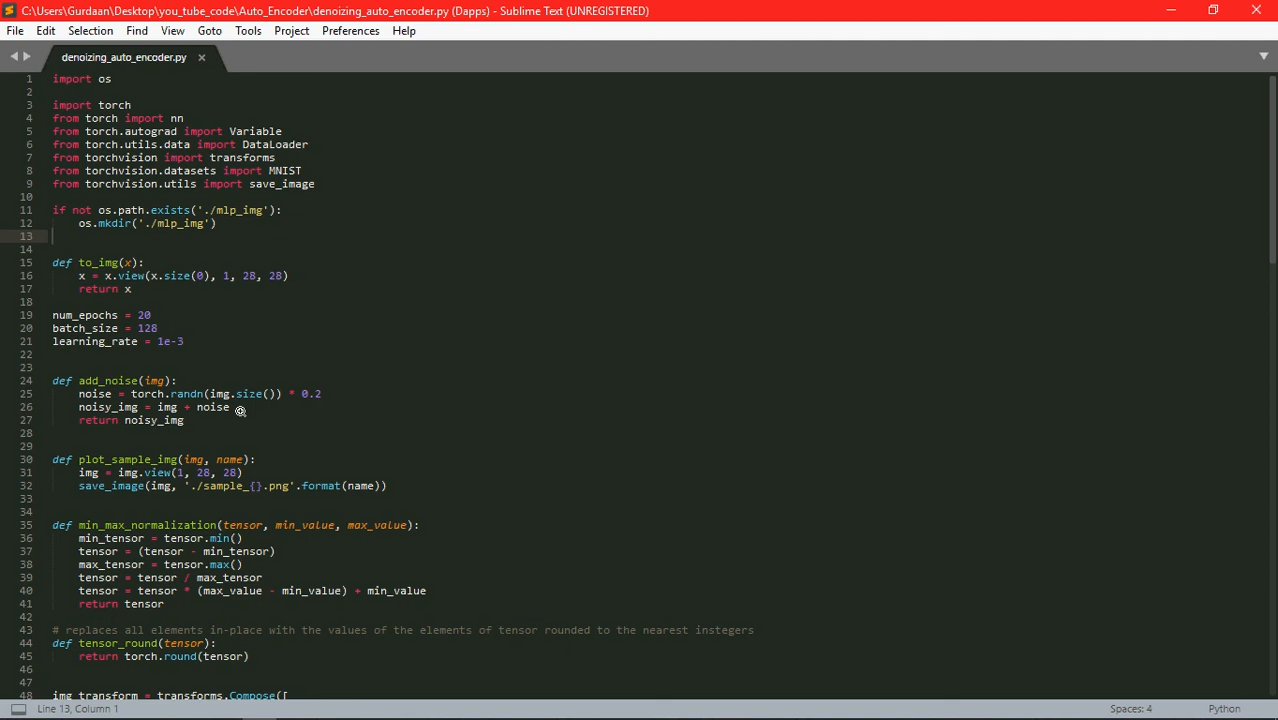 C:\Users\Gurdaan\Desktop\you_tube_code\Auto_Encoder\denoizing_auto_encoder.py (Dapps) - Sublime Text (UNREGISTERED)
File Edit Selection Find View Goto Tools Project Preferences Help
denoizing_auto_encoder.py
1 import os
2
3 import torch
4 from torch import nn
5 from torch.autograd import Variable
6 from torch.utils.data import DataLoader
7 from torchvision import transforms
8 from torchvision.datasets import MNIST
9 from torchvision.utils import save_image
10
11 if not os.path.exists('./mlp_img'):
12     os.mkdir('./mlp_img')
13
14
15 def to_img(x):
16     x = x.view(x.size(0), 1, 28, 28)
17     return x
18
19 num_epochs = 20
20 batch_size = 128
21 learning_rate = 1e-3
22
23
24 def add_noise(img):
25     noise = torch.randn(img.size()) * 0.2
26     noisy_img = img + noise
27     return noisy_img
28
29
30 def plot_sample_img(img, name):
31     img = img.view(1, 28, 28)
32     save_image(img, './sample_{}.png'.format(name))
33
34
35 def min_max_normalization(tensor, min_value, max_value):
36     min_tensor = tensor.min()
37     tensor = (tensor - min_tensor)
38     max_tensor = tensor.max()
39     tensor = tensor / max_tensor
40     tensor = tensor * (max_value - min_value) + min_value
41     return tensor
42
43 # replaces all elements in-place with the values of the elements of tensor rounded to the nearest instegers
44 def tensor_round(tensor):
45     return torch.round(tensor)
46
47
48 img_transform = transforms.Compose([
Line 13, Column 1 Spaces: 4 Python